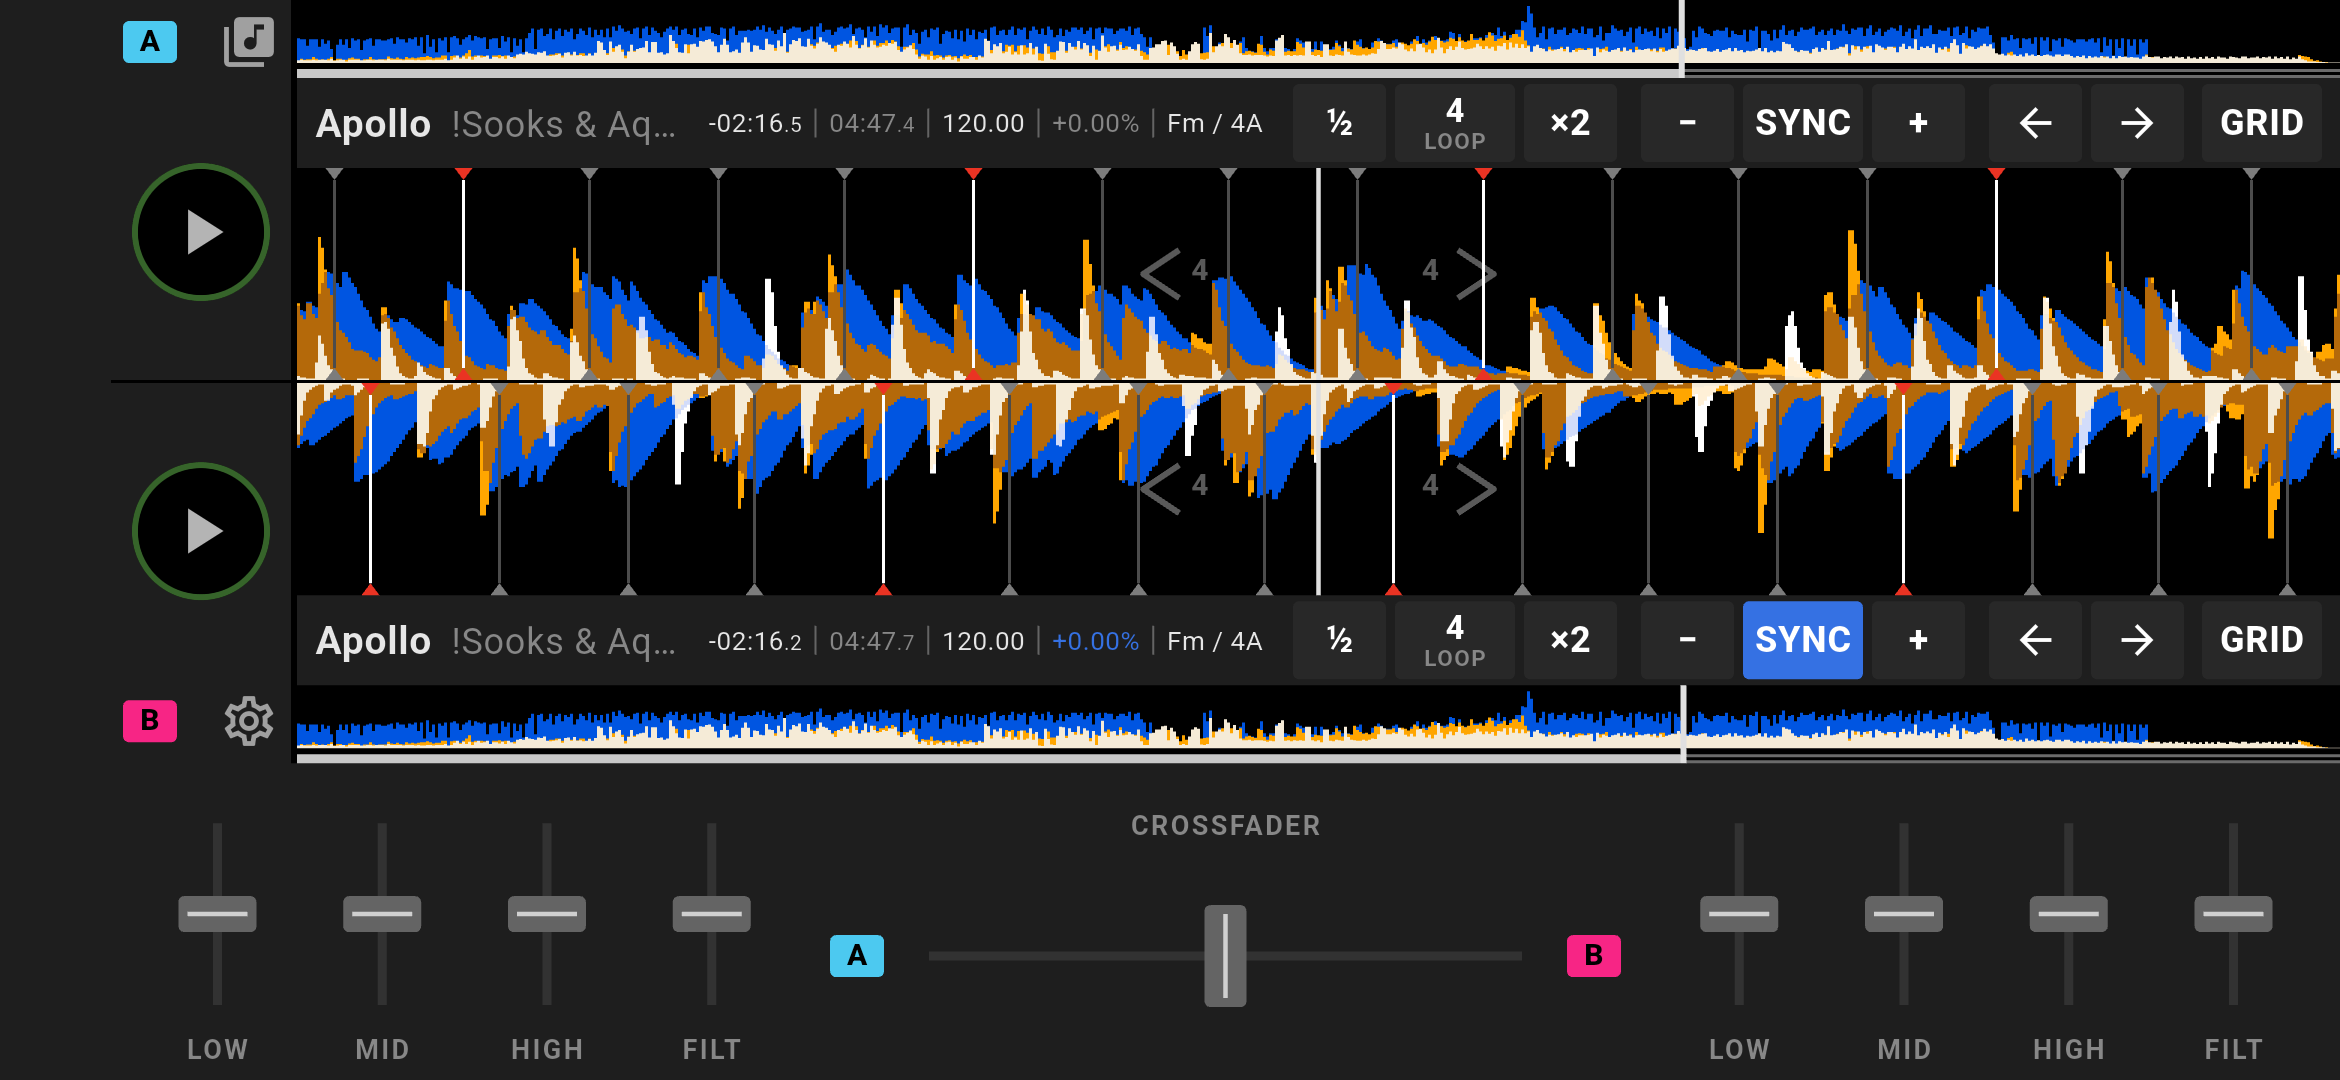 A
Apollo !Sooks & Aq... -02:16.5 | 04:47.4 | 120.00 | +0.00% | Fm / 4A ½ 4 LOOP ×2 - SYNC + ← → GRID
< 4 4 >
< 4 4 >
Apollo !Sooks & Aq... -02:16.2 | 04:47.7 | 120.00 | +0.00% | Fm / 4A ½ 4 LOOP ×2 - SYNC + ← → GRID
B
CROSSFADER
A B
LOW MID HIGH FILT LOW MID HIGH FILT